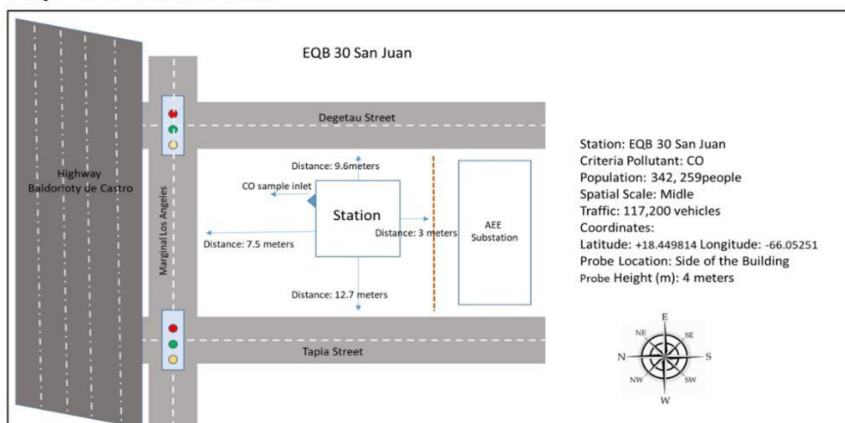 EQB 30 San Juan
Degetau Street
Highway
Baldorioty de Castro
Marginal Los Angeles
Distance: 9.6meters
CO sample inlet
Station
Distance: 7.5 meters
Distance: 3 meters
AEE
Substation
Distance: 12.7 meters
Tapia Street
Station: EQB 30 San Juan
Criteria Pollutant: CO
Population: 342, 259people
Spatial Scale: Midle
Traffic: 117,200 vehicles
Coordinates:
Latitude: +18.449814 Longitude: -66.05251
Probe Location: Side of the Building
Probe Height (m): 4 meters
E
NE
SE
N
S
NW
SW
W